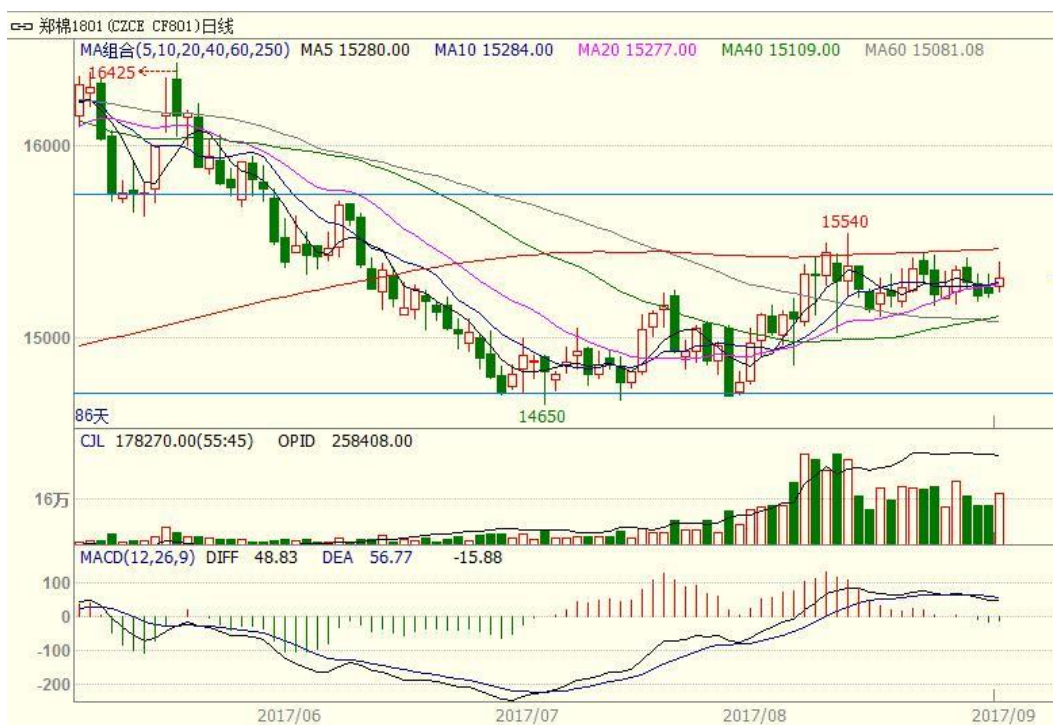 郑棉1801(CZCE CF801)日线
MA组合(5,10,20,40,60,250) MA5 15280.00 MA10 15284.00 MA20 15277.00 MA40 15109.00 MA60 15081.08
16425
16000
15540
15000
14650
86天
CJL 178270.00(55:45) OPID 258408.00
16万
MACD(12,26,9) DIFF 48.83 DEA 56.77 -15.88
100
0
-100
-200
2017/06 2017/07 2017/08 2017/09